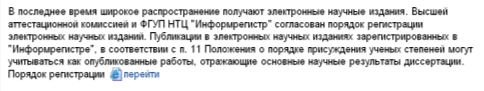 В последнее время широкое распространение получают электронные научные издания. Высшей
аттестационной комиссией и ФГУП НТЦ "Информрегистр" согласован порядок регистрации
электронных научных изданий. Публикации в электронных научных изданиях зарегистрированных в
"Информрегистре", в соответствии с п. 11 Положения о порядке присуждения ученых степеней могут
учитываться как опубликованные работы, отражающие основные научные результаты диссертации.
Порядок регистрации перейти